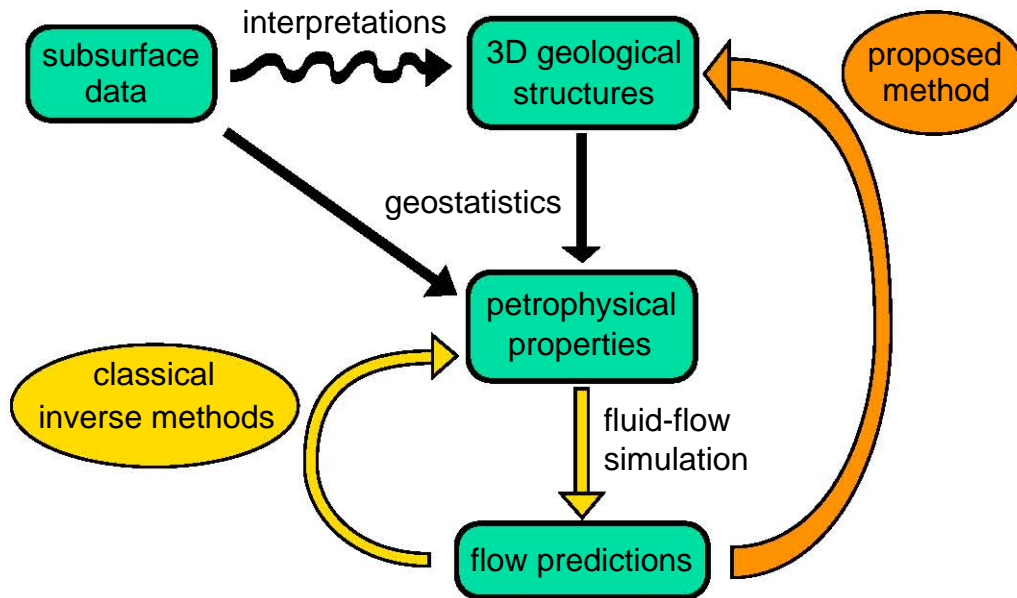 interpretations
subsurface
data
3D geological
structures
proposed
method
geostatistics
petrophysical
properties
classical
inverse methods
fluid-flow
simulation
flow predictions